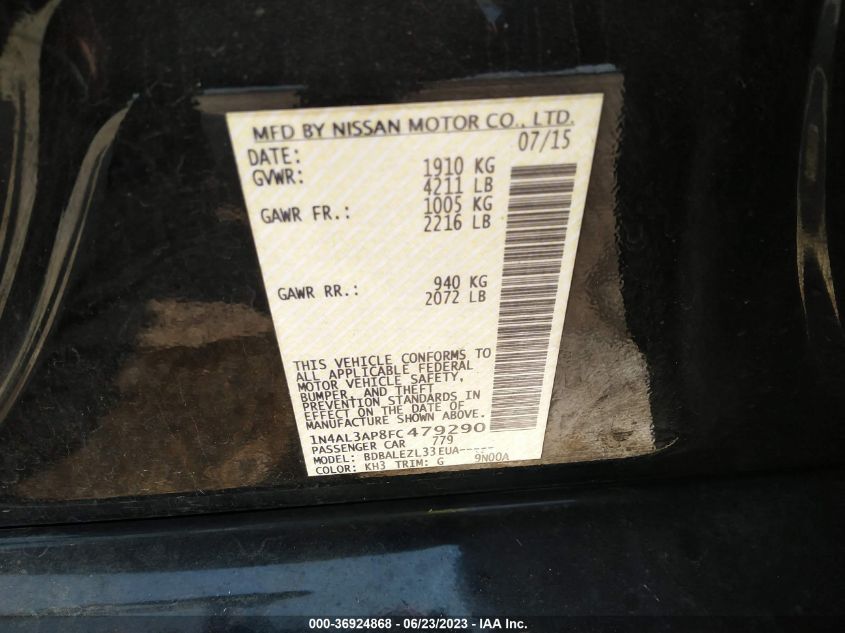 MFD BY NISSAN MOTOR CO., LTD.
DATE: 07/15
GVWR: 1910 KG
4211 LB
GAWR FR.: 1005 KG
2216 LB
GAWR RR.: 940 KG
2072 LB
THIS VEHICLE CONFORMS TO
ALL APPLICABLE FEDERAL
MOTOR VEHICLE SAFETY,
BUMPER, AND THEFT
PREVENTION STANDARDS IN
EFFECT ON THE DATE OF
MANUFACTURE SHOWN ABOVE.
1N4AL3AP8FC479290
PASSENGER CAR 779
MODEL: BDBALEZL33EUA-----
COLOR: KH3 TRIM: G 9N00A
000-36924868 — 06/23/2023 — IAA Inc.